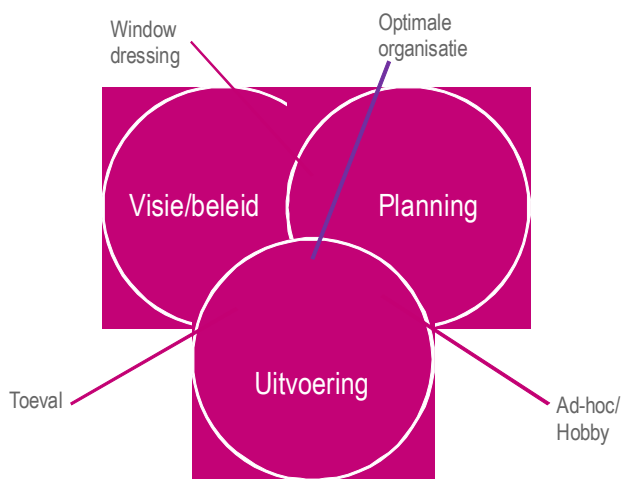 Window
dressing
Optimale
organisatie
Visie/beleid
Planning
Uitvoering
Toeval
Ad-hoc/
Hobby